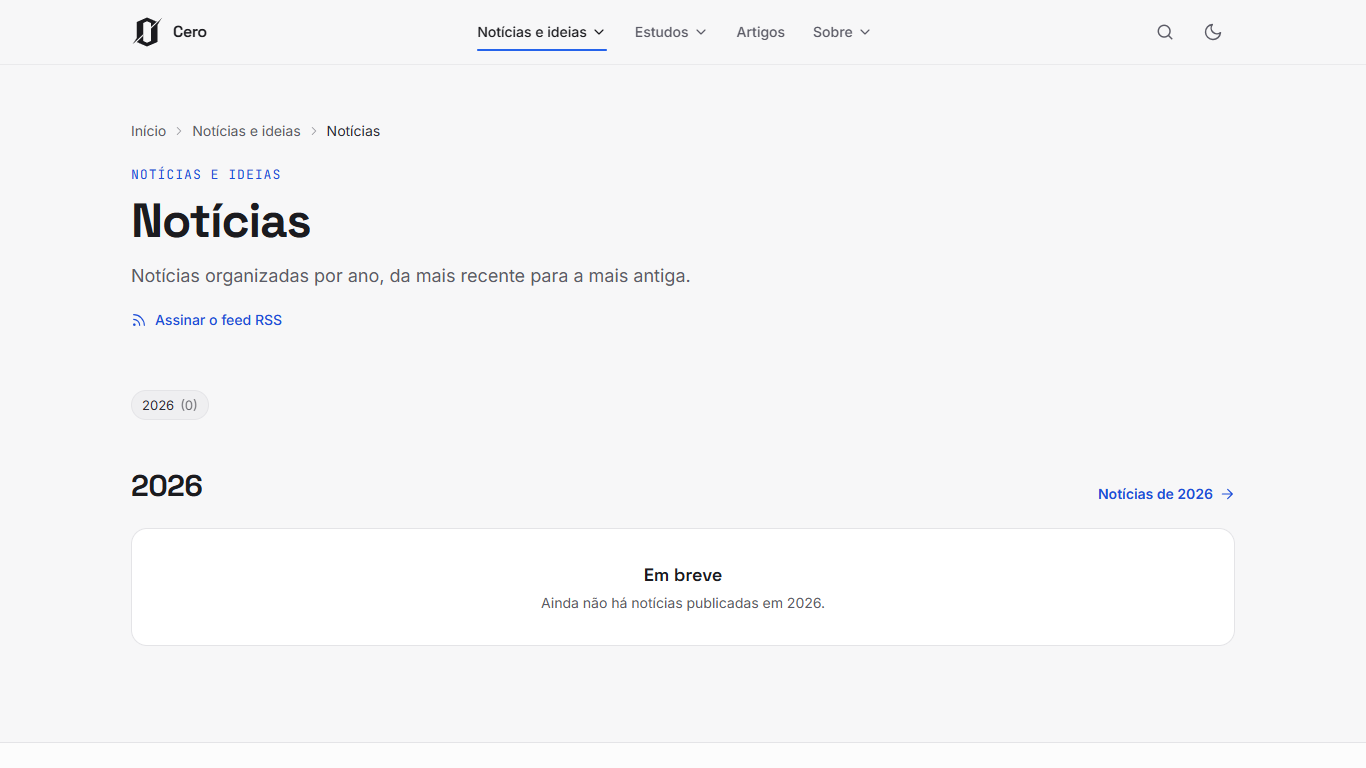 Cero
Notícias e ideias
Estudos
Artigos
Sobre
Início
Notícias e ideias
Notícias
NOTÍCIAS E IDEIAS
Notícias
Notícias organizadas por ano, da mais recente para a mais antiga.
Assinar o feed RSS
2026 (0)
2026
Notícias de 2026
Em breve
Ainda não há notícias publicadas em 2026.